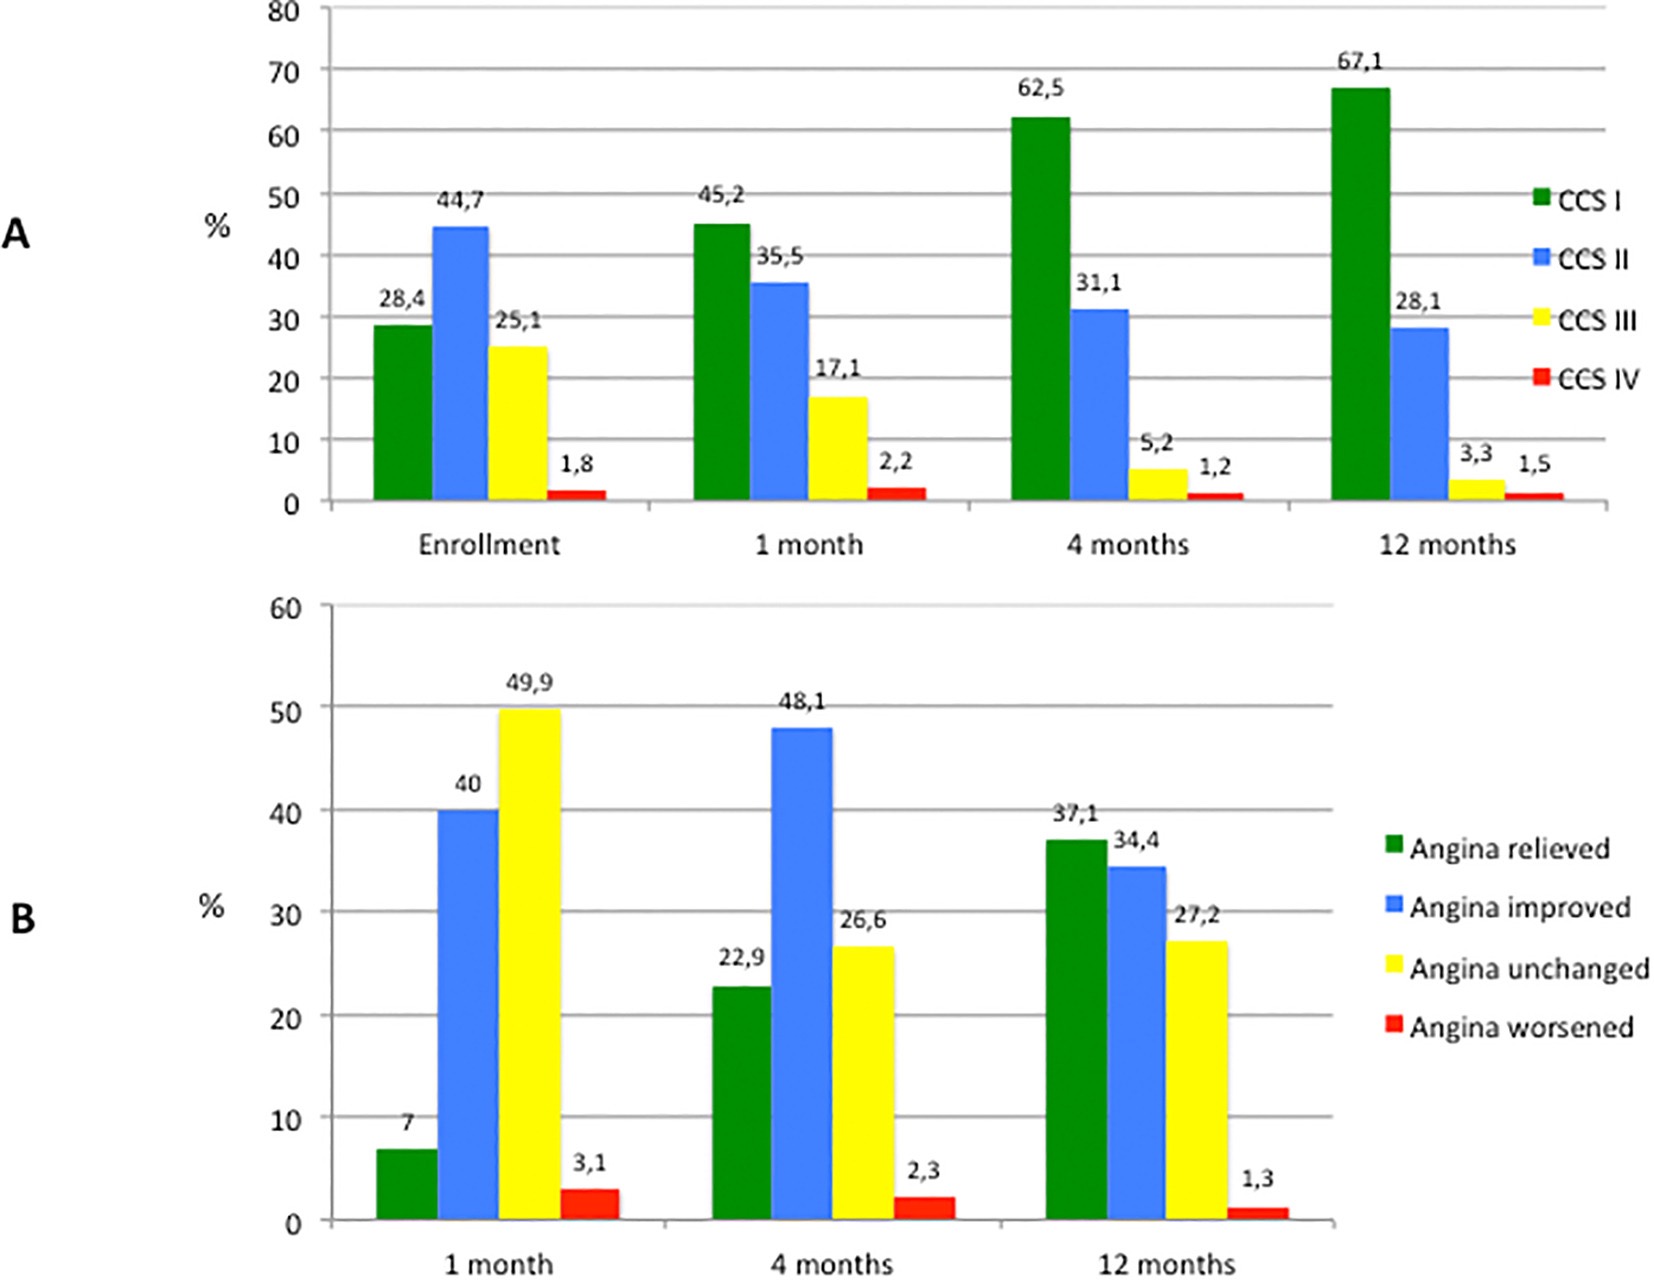 A
%
80
70
60
50
40
30
20
10
0
28,4
44,7
25,1
1,8
45,2
35,5
17,1
2,2
62,5
31,1
5,2
1,2
67,1
28,1
3,3
1,5
Enrollment
1 month
4 months
12 months
CCS I
CCS II
CCS III
CCS IV
B
%
60
50
40
30
20
10
0
7
40
49,9
3,1
22,9
48,1
26,6
2,3
37,1
34,4
27,2
1,3
1 month
4 months
12 months
Angina relieved
Angina improved
Angina unchanged
Angina worsened